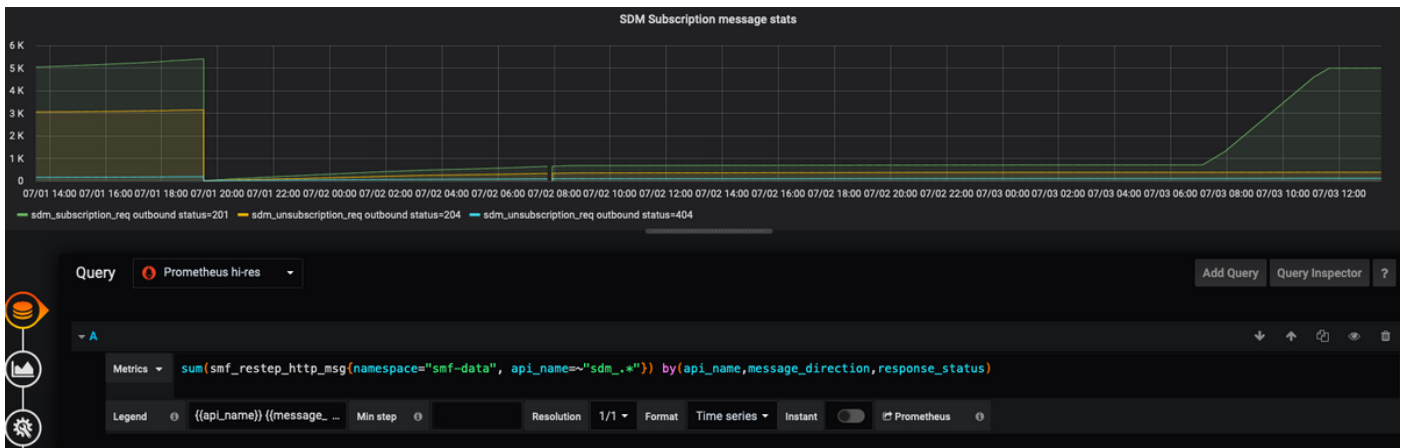 SDM Subscription message stats
6 K
5 K
4 K
3 K
2 K
1 K
0
07/01 14:00 07/01 16:00 07/01 18:00 07/01 20:00 07/01 22:00 07/02 00:00 07/02 02:00 07/02 04:00 07/02 06:00 07/02 08:00 07/02 10:00 07/02 12:00 07/02 14:00 07/02 16:00 07/02 18:00 07/02 20:00 07/02 22:00 07/03 00:00 07/03 02:00 07/03 04:00 07/03 06:00 07/03 08:00 07/03 10:00 07/03 12:00
sdm_subscription_req outbound status=201 sdm_unsubscription_req outbound status=204 sdm_unsubscription_req outbound status=404
Query Prometheus hi-res Add Query Query Inspector ?
A
Metrics sum(smf_restep_http_msg{namespace="smf-data", api_name=~"sdm_.*"}) by(api_name,message_direction,response_status)
Legend {{api_name}} {{message_ ... Min step Resolution 1/1 Format Time series Instant Prometheus